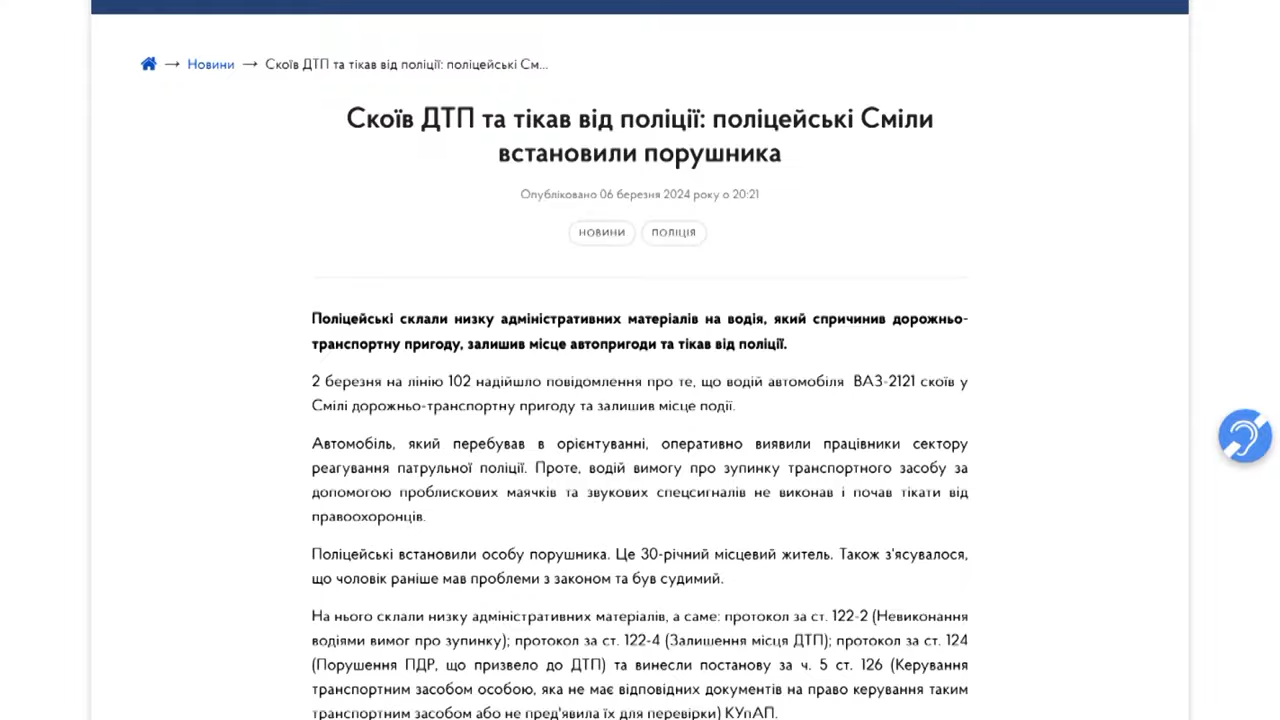 → Новини → Скоїв ДТП та тікав від поліції: поліцейські См...
Скоїв ДТП та тікав від поліції: поліцейські Сміли
встановили порушника
Опубліковано 06 березня 2024 року о 20:21
НОВИНИ ПОЛІЦІЯ
Поліцейські склали низку адміністративних матеріалів на водія, який спричинив дорожньо-
транспортну пригоду, залишив місце автопригоди та тікав від поліції.
2 березня на лінію 102 надійшло повідомлення про те, що водій автомобіля ВАЗ-2121 скоїв у
Смілі дорожньо-транспортну пригоду та залишив місце події.
Автомобіль, який перебував в орієнтуванні, оперативно виявили працівники сектору
реагування патрульної поліції. Проте, водій вимогу про зупинку транспортного засобу за
допомогою проблискових маячків та звукових спецсигналів не виконав і почав тікати від
правоохоронців.
Поліцейські встановили особу порушника. Це 30-річний місцевий житель. Також з'ясувалося,
що чоловік раніше мав проблеми з законом та був судимий.
На нього склали низку адміністративних матеріалів, а саме: протокол за ст. 122-2 (Невиконання
водіями вимог про зупинку); протокол за ст. 122-4 (Залишення місця ДТП); протокол за ст. 124
(Порушення ПДР, що призвело до ДТП) та винесли постанову за ч. 5 ст. 126 (Керування
транспортним засобом особою, яка не має відповідних документів на право керування таким
транспортним засобом або не пред'явила їх для перевірки) КУпАП.